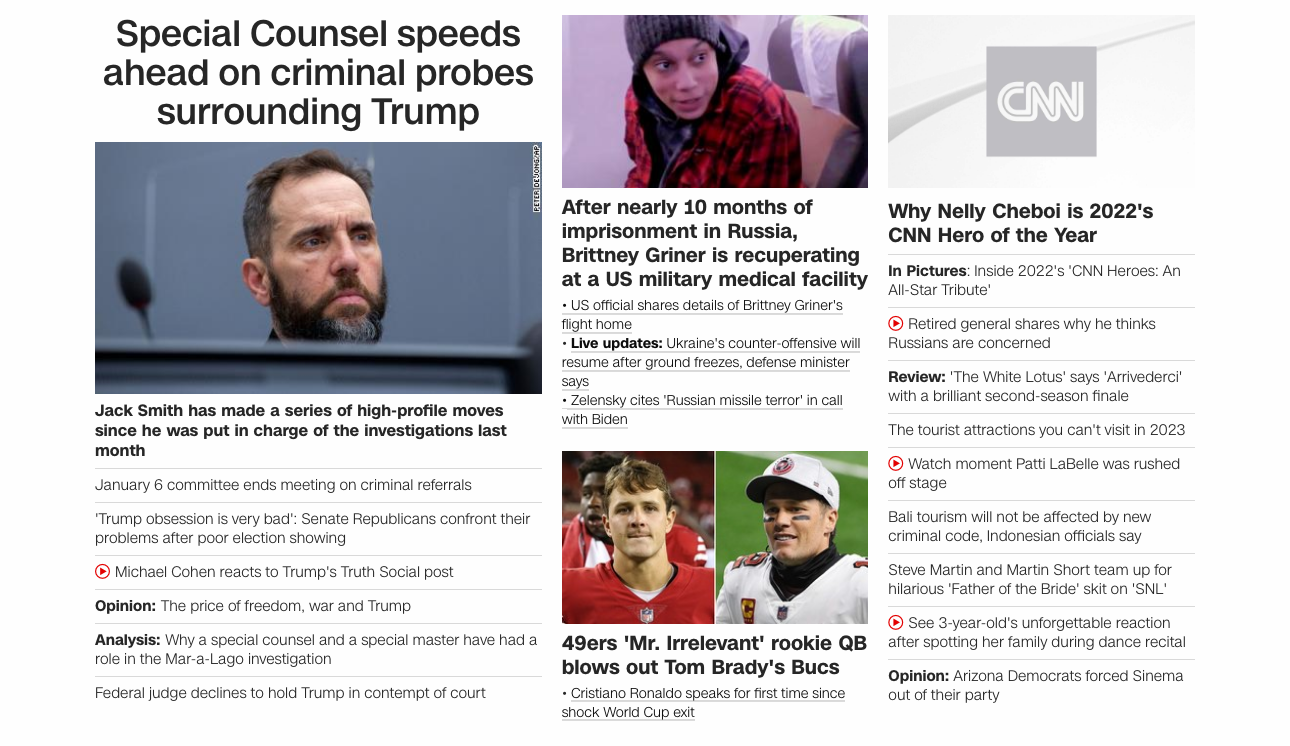 Special Counsel speeds
ahead on criminal probes
surrounding Trump
PETER DEJONG/AP
Jack Smith has made a series of high-profile moves
since he was put in charge of the investigations last
month
January 6 committee ends meeting on criminal referrals
'Trump obsession is very bad': Senate Republicans confront their
problems after poor election showing
Michael Cohen reacts to Trump's Truth Social post
Opinion: The price of freedom, war and Trump
Analysis: Why a special counsel and a special master have had a
role in the Mar-a-Lago investigation
Federal judge declines to hold Trump in contempt of court
After nearly 10 months of
imprisonment in Russia,
Brittney Griner is recuperating
at a US military medical facility
• US official shares details of Brittney Griner's
flight home
• Live updates: Ukraine's counter-offensive will
resume after ground freezes, defense minister
says
• Zelensky cites 'Russian missile terror' in call
with Biden
49ers 'Mr. Irrelevant' rookie QB
blows out Tom Brady's Bucs
• Cristiano Ronaldo speaks for first time since
shock World Cup exit
CNN
Why Nelly Cheboi is 2022's
CNN Hero of the Year
In Pictures: Inside 2022's 'CNN Heroes: An
All-Star Tribute'
Retired general shares why he thinks
Russians are concerned
Review: 'The White Lotus' says 'Arrivederci'
with a brilliant second-season finale
The tourist attractions you can't visit in 2023
Watch moment Patti LaBelle was rushed
off stage
Bali tourism will not be affected by new
criminal code, Indonesian officials say
Steve Martin and Martin Short team up for
hilarious 'Father of the Bride' skit on 'SNL'
See 3-year-old's unforgettable reaction
after spotting her family during dance recital
Opinion: Arizona Democrats forced Sinema
out of their party